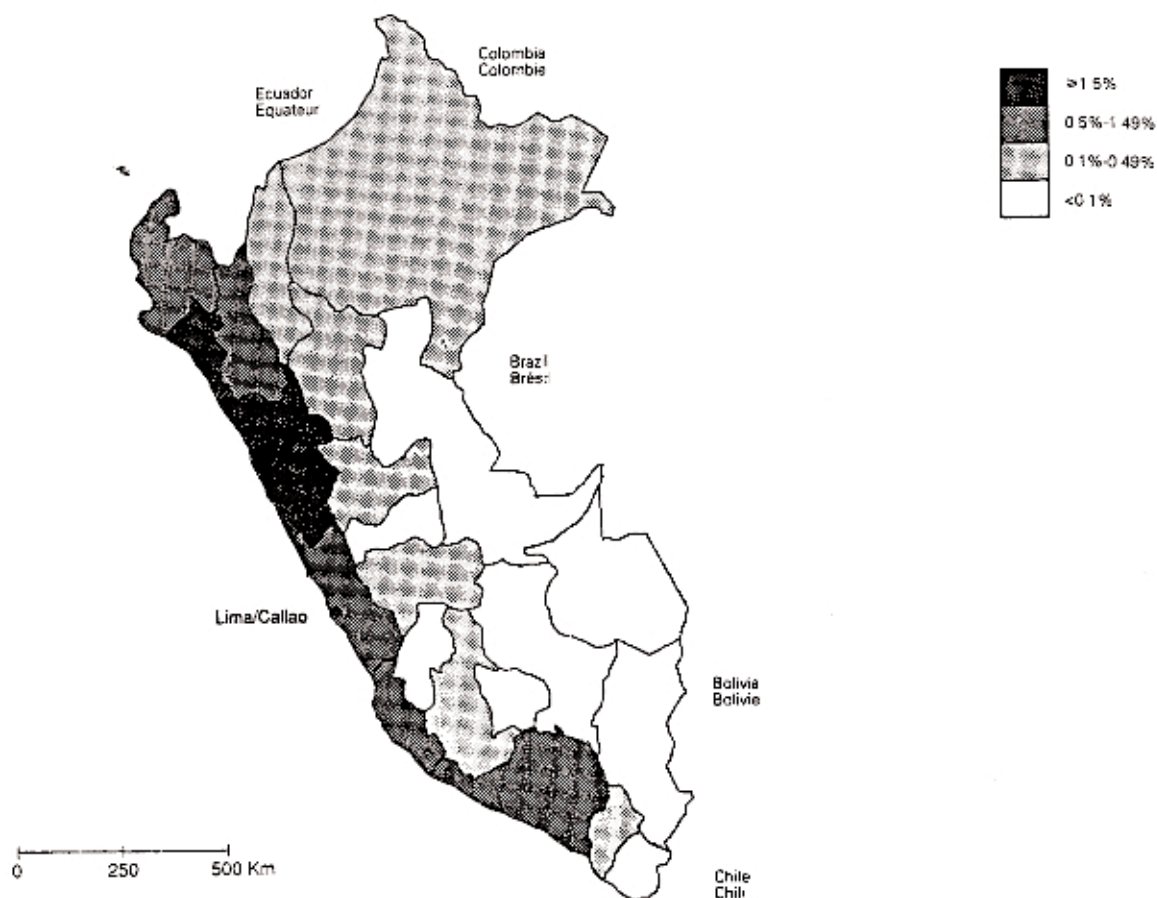 Colombia
Colombie
Ecuador
Equateur
≥1 5%
0 5%-1 49%
0 1%-0 49%
<0 1%
Brazil
Brésil
Lima/Callao
Bolivia
Bolivie
0 250 500 Km
Chile
Chili